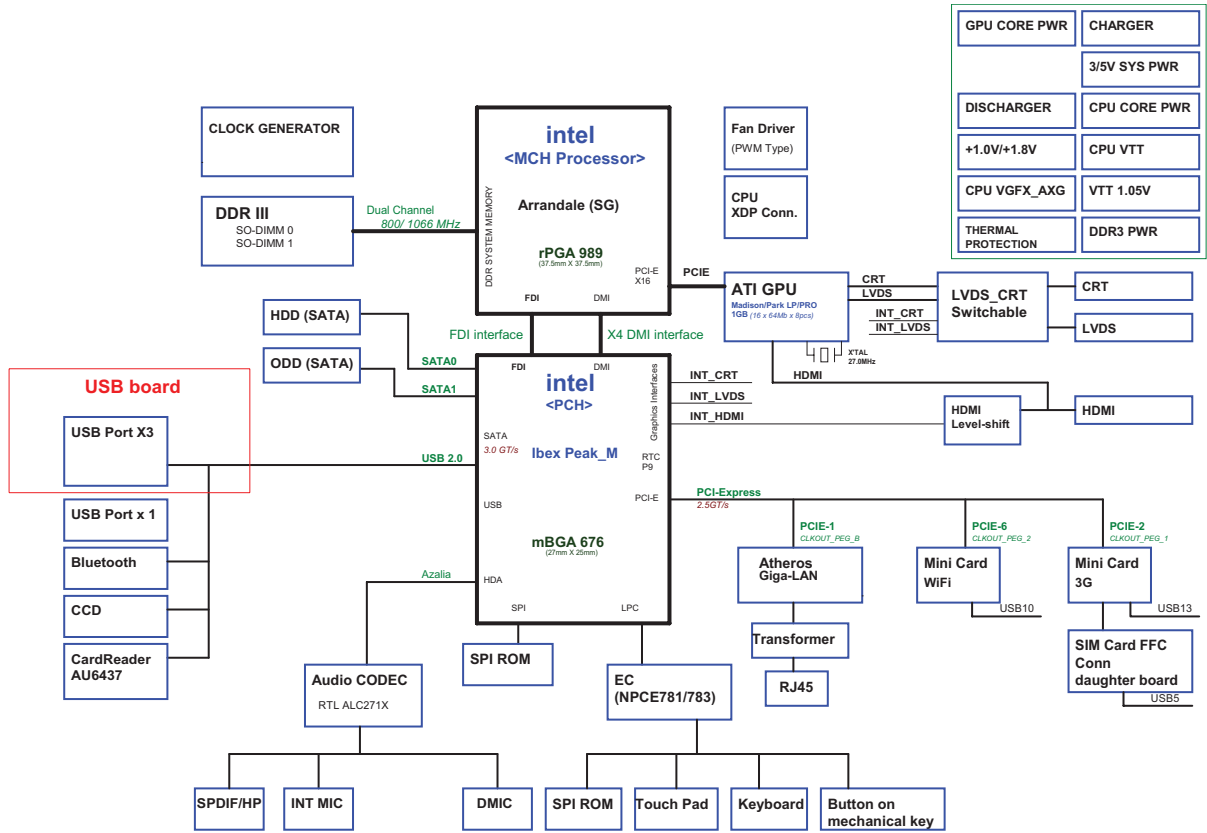 GPU CORE PWR
CHARGER
3/5V SYS PWR
DISCHARGER
CPU CORE PWR
+1.0V/+1.8V
CPU VTT
CPU VGFX_AXG
VTT 1.05V
THERMAL
PROTECTION
DDR3 PWR
CLOCK GENERATOR
intel
<MCH Processor>
Arrandale (SG)
rPGA 989
(37.5mm X 37.5mm)
DDR SYSTEM MEMORY
PCI-E
X16
FDI
DMI
Fan Driver
(PWM Type)
CPU
XDP Conn.
DDR III
SO-DIMM 0
SO-DIMM 1
Dual Channel
800/ 1066 MHz
PCIE
ATI GPU
Madison/Park LP/PRO
1GB (16 x 64Mb x 8pcs)
X'TAL
27.0MHz
CRT
LVDS
INT_CRT
INT_LVDS
LVDS_CRT
Switchable
CRT
LVDS
HDMI
HDMI
Level-shift
HDMI
HDD (SATA)
ODD (SATA)
SATA0
SATA1
FDI interface
X4 DMI interface
FDI
DMI
intel
<PCH>
Ibex Peak_M
mBGA 676
(27mm X 25mm)
SATA
3.0 GT/s
USB
HDA
SPI
LPC
Graphics Interfaces
RTC
P9
PCI-E
INT_CRT
INT_LVDS
INT_HDMI
USB board
USB Port X3
USB 2.0
USB Port x 1
Bluetooth
CCD
CardReader
AU6437
Azalia
PCI-Express
2.5GT/s
PCIE-1
CLKOUT_PEG_B
PCIE-6
CLKOUT_PEG_2
PCIE-2
CLKOUT_PEG_1
Atheros
Giga-LAN
Mini Card
WiFi
USB10
Mini Card
3G
USB13
Transformer
RJ45
SIM Card FFC
Conn
daughter board
USB5
SPI ROM
Audio CODEC
RTL ALC271X
EC
(NPCE781/783)
SPDIF/HP
INT MIC
DMIC
SPI ROM
Touch Pad
Keyboard
Button on
mechanical key